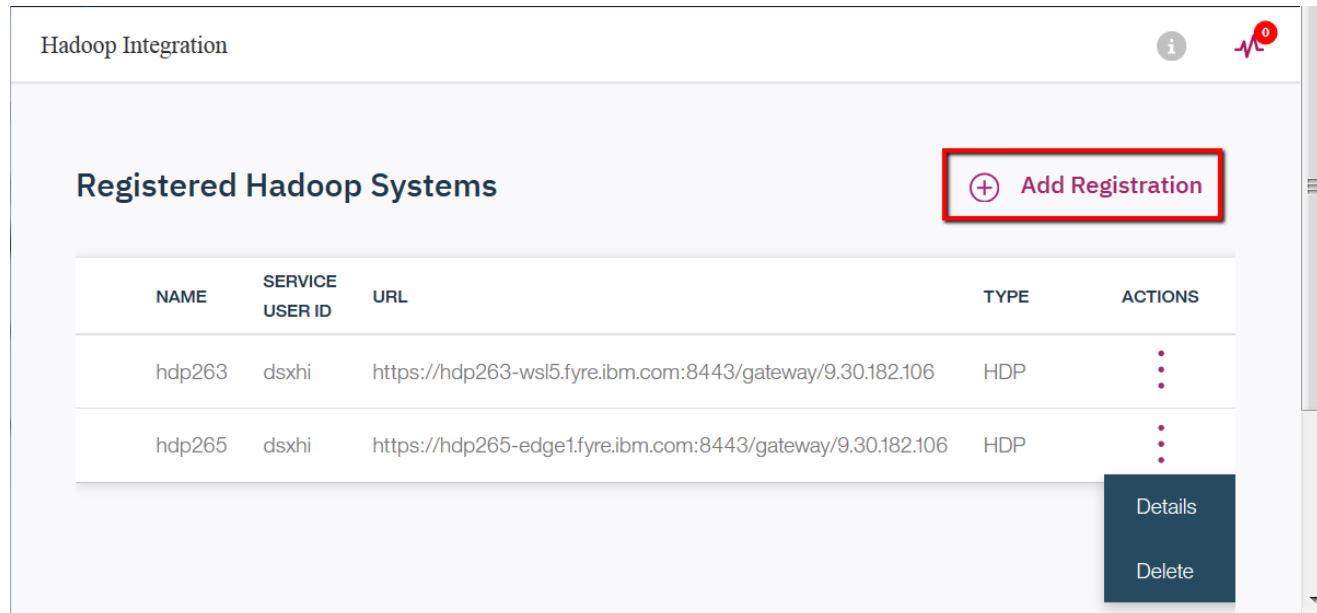 Hadoop Integration
i
0
Registered Hadoop Systems
Add Registration
NAME SERVICE USER ID URL TYPE ACTIONS
hdp263 dsxhi https://hdp263-wsl5.fyre.ibm.com:8443/gateway/9.30.182.106 HDP
hdp265 dsxhi https://hdp265-edge1.fyre.ibm.com:8443/gateway/9.30.182.106 HDP
Details
Delete